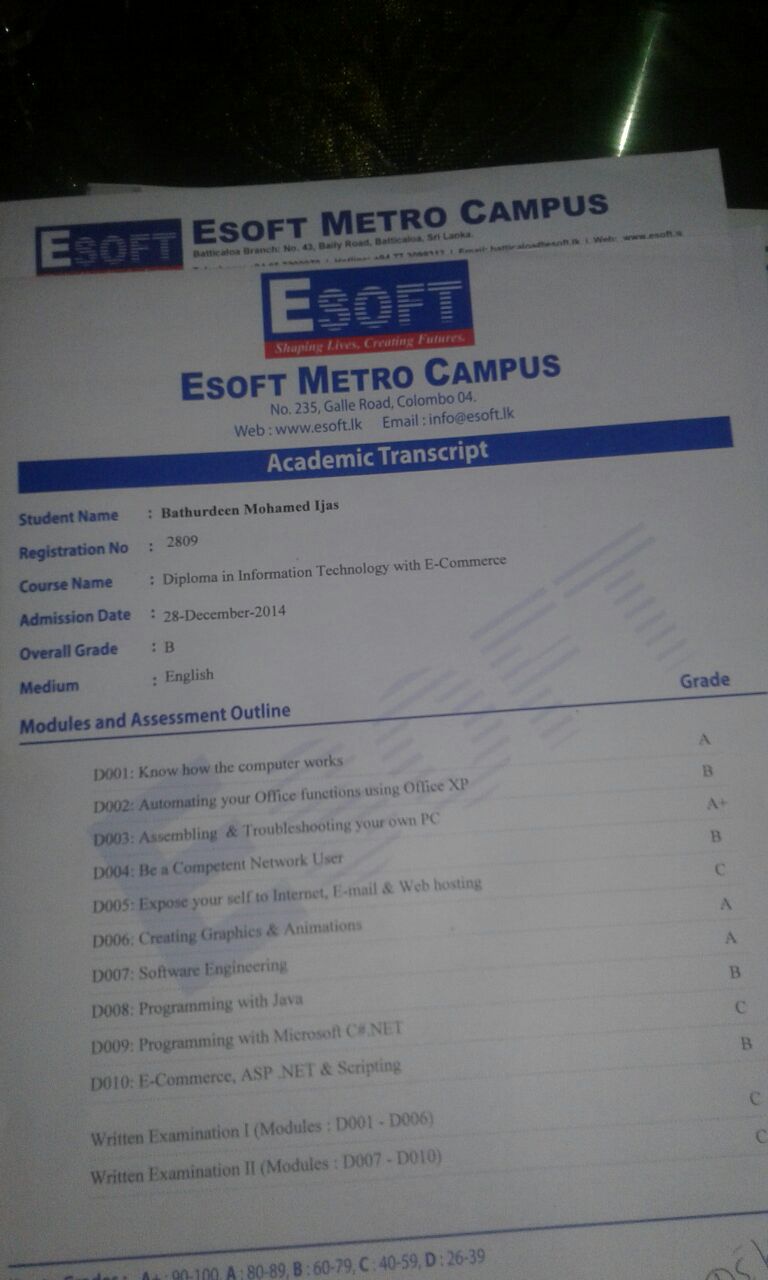 ESOFT ESOFT METRO CAMPUS
Batticaloa Branch: No. 43, Baily Road, Batticaloa, Sri Lanka.
Email: batticaloa@esoft.lk | Web: www.esoft.lk
ESOFT
Shaping Lives, Creating Futures.
ESOFT METRO CAMPUS
No. 235, Galle Road, Colombo 04.
Web : www.esoft.lk Email : info@esoft.lk
Academic Transcript
Student Name : Bathurdeen Mohamed Ijas
Registration No : 2809
Course Name : Diploma in Information Technology with E-Commerce
Admission Date : 28-December-2014
Overall Grade : B
Medium : English
Modules and Assessment Outline Grade
D001: Know how the computer works A
D002: Automating your Office functions using Office XP B
D003: Assembling & Troubleshooting your own PC A+
D004: Be a Competent Network User B
D005: Expose your self to Internet, E-mail & Web hosting C
D006: Creating Graphics & Animations A
D007: Software Engineering A
D008: Programming with Java B
D009: Programming with Microsoft C#.NET C
D010: E-Commerce, ASP .NET & Scripting B
Written Examination I (Modules : D001 - D006) C
Written Examination II (Modules : D007 - D010) C
Grades : A+ : 90-100, A : 80-89, B : 60-79, C : 40-59, D : 26-39